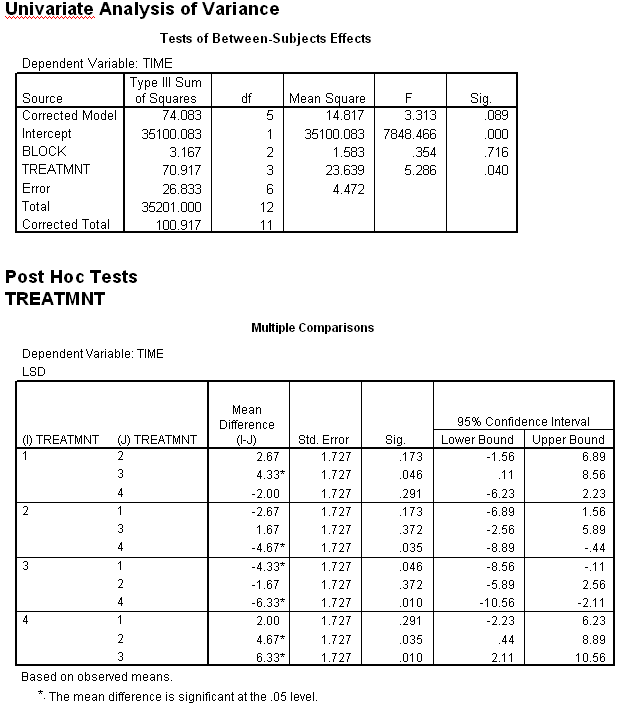 Univariate Analysis of Variance
Tests of Between-Subjects Effects
Dependent Variable: TIME
Source Type III Sum of Squares df Mean Square F Sig.
Corrected Model 74.083 5 14.817 3.313 .089
Intercept 35100.083 1 35100.083 7848.466 .000
BLOCK 3.167 2 1.583 .354 .716
TREATMNT 70.917 3 23.639 5.286 .040
Error 26.833 6 4.472
Total 35201.000 12
Corrected Total 100.917 11
Post Hoc Tests
TREATMNT
Multiple Comparisons
Dependent Variable: TIME
LSD
(I) TREATMNT (J) TREATMNT Mean Difference (I-J) Std. Error Sig. 95% Confidence Interval Lower Bound Upper Bound
1 2 2.67 1.727 .173 -1.56 6.89
3 4.33* 1.727 .046 .11 8.56
4 -2.00 1.727 .291 -6.23 2.23
2 1 -2.67 1.727 .173 -6.89 1.56
3 1.67 1.727 .372 -2.56 5.89
4 -4.67* 1.727 .035 -8.89 -.44
3 1 -4.33* 1.727 .046 -8.56 -.11
2 -1.67 1.727 .372 -5.89 2.56
4 -6.33* 1.727 .010 -10.56 -2.11
4 1 2.00 1.727 .291 -2.23 6.23
2 4.67* 1.727 .035 .44 8.89
3 6.33* 1.727 .010 2.11 10.56
Based on observed means.
*. The mean difference is significant at the .05 level.